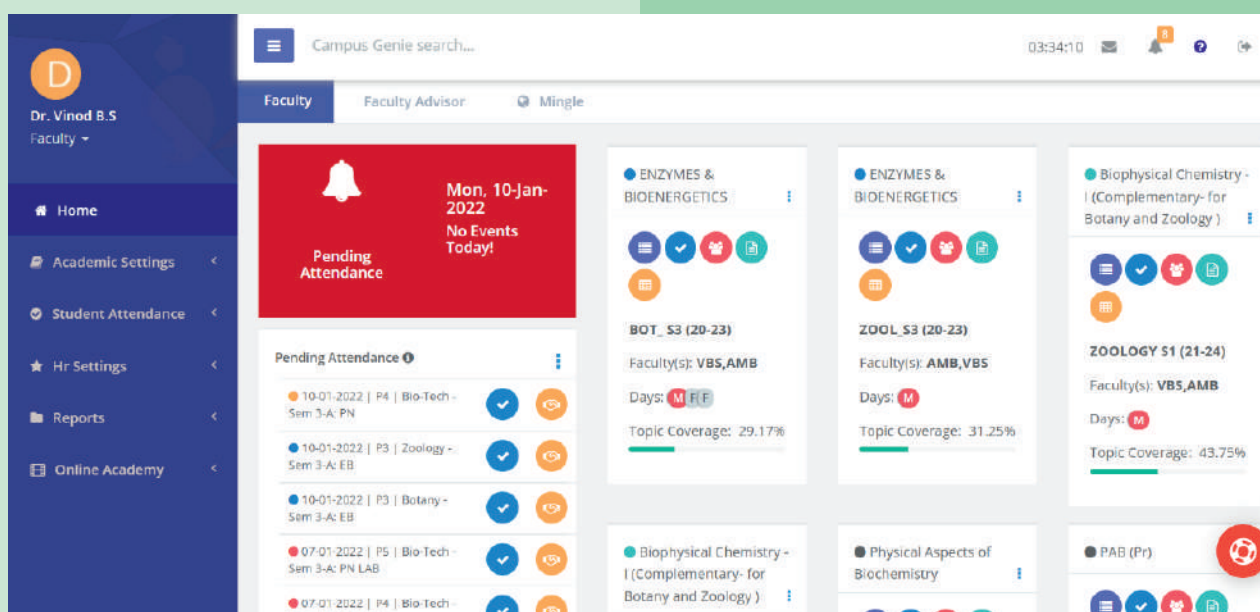 D
Dr. Vinod B.S
Faculty
Home
Academic Settings
Student Attendance
Hr Settings
Reports
Online Academy
Campus Genie search...
03:34:10
8
Faculty
Faculty Advisor
Mingle
Pending
Attendance
Mon, 10-Jan-
2022
No Events
Today!
Pending Attendance
10-01-2022 | P4 | Bio-Tech -
Sem 3-A: PN
10-01-2022 | P3 | Zoology -
Sem 3-A: EB
10-01-2022 | P3 | Botany -
Sem 3-A: EB
07-01-2022 | P5 | Bio-Tech -
Sem 3-A: PN LAB
07-01-2022 | P4 | Bio-Tech -
ENZYMES &
BIOENERGETICS
BOT_ S3 (20-23)
Faculty(s): VBS,AMB
Days: M F F
Topic Coverage: 29.17%
ENZYMES &
BIOENERGETICS
ZOOL_S3 (20-23)
Faculty(s): AMB,VBS
Days: M
Topic Coverage: 31.25%
Biophysical Chemistry -
I (Complementary- for
Botany and Zoology )
ZOOLOGY S1 (21-24)
Faculty(s): VBS,AMB
Days: M
Topic Coverage: 43.75%
Biophysical Chemistry -
I (Complementary- for
Botany and Zoology )
Physical Aspects of
Biochemistry
PAB (Pr)